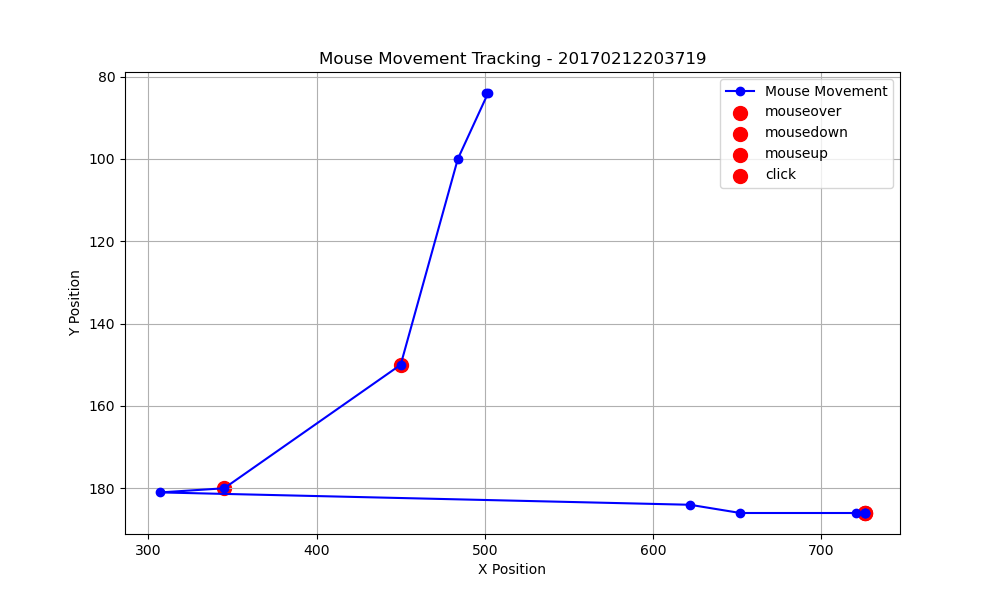 Mouse Movement Tracking - 20170212203719
Mouse Movement
mouseover
mousedown
mouseup
click
80
100
120
140
160
180
Y Position
300 400 500 600 700
X Position